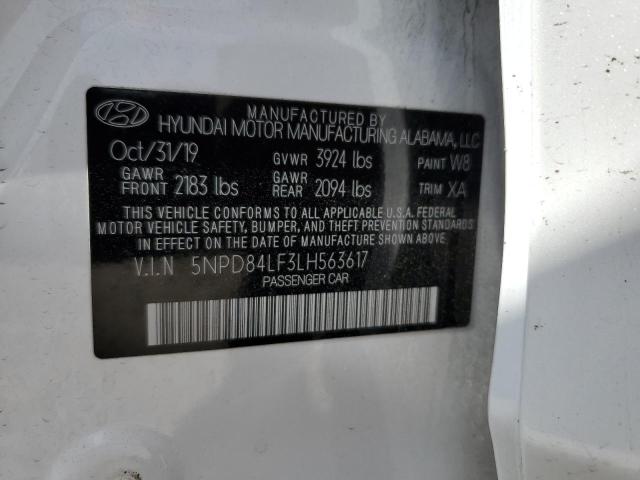 MANUFACTURED BY
HYUNDAI MOTOR MANUFACTURING ALABAMA, LLC
Oct/31/19 GVWR 3924 lbs PAINT W8
GAWR FRONT 2183 lbs GAWR REAR 2094 lbs TRIM XA
THIS VEHICLE CONFORMS TO ALL APPLICABLE U.S.A. FEDERAL
MOTOR VEHICLE SAFETY, BUMPER, AND THEFT PREVENTION STANDARDS
IN EFFECT ON THE DATE OF MANUFACTURE SHOWN ABOVE.
V.I.N 5NPD84LF3LH563617
PASSENGER CAR